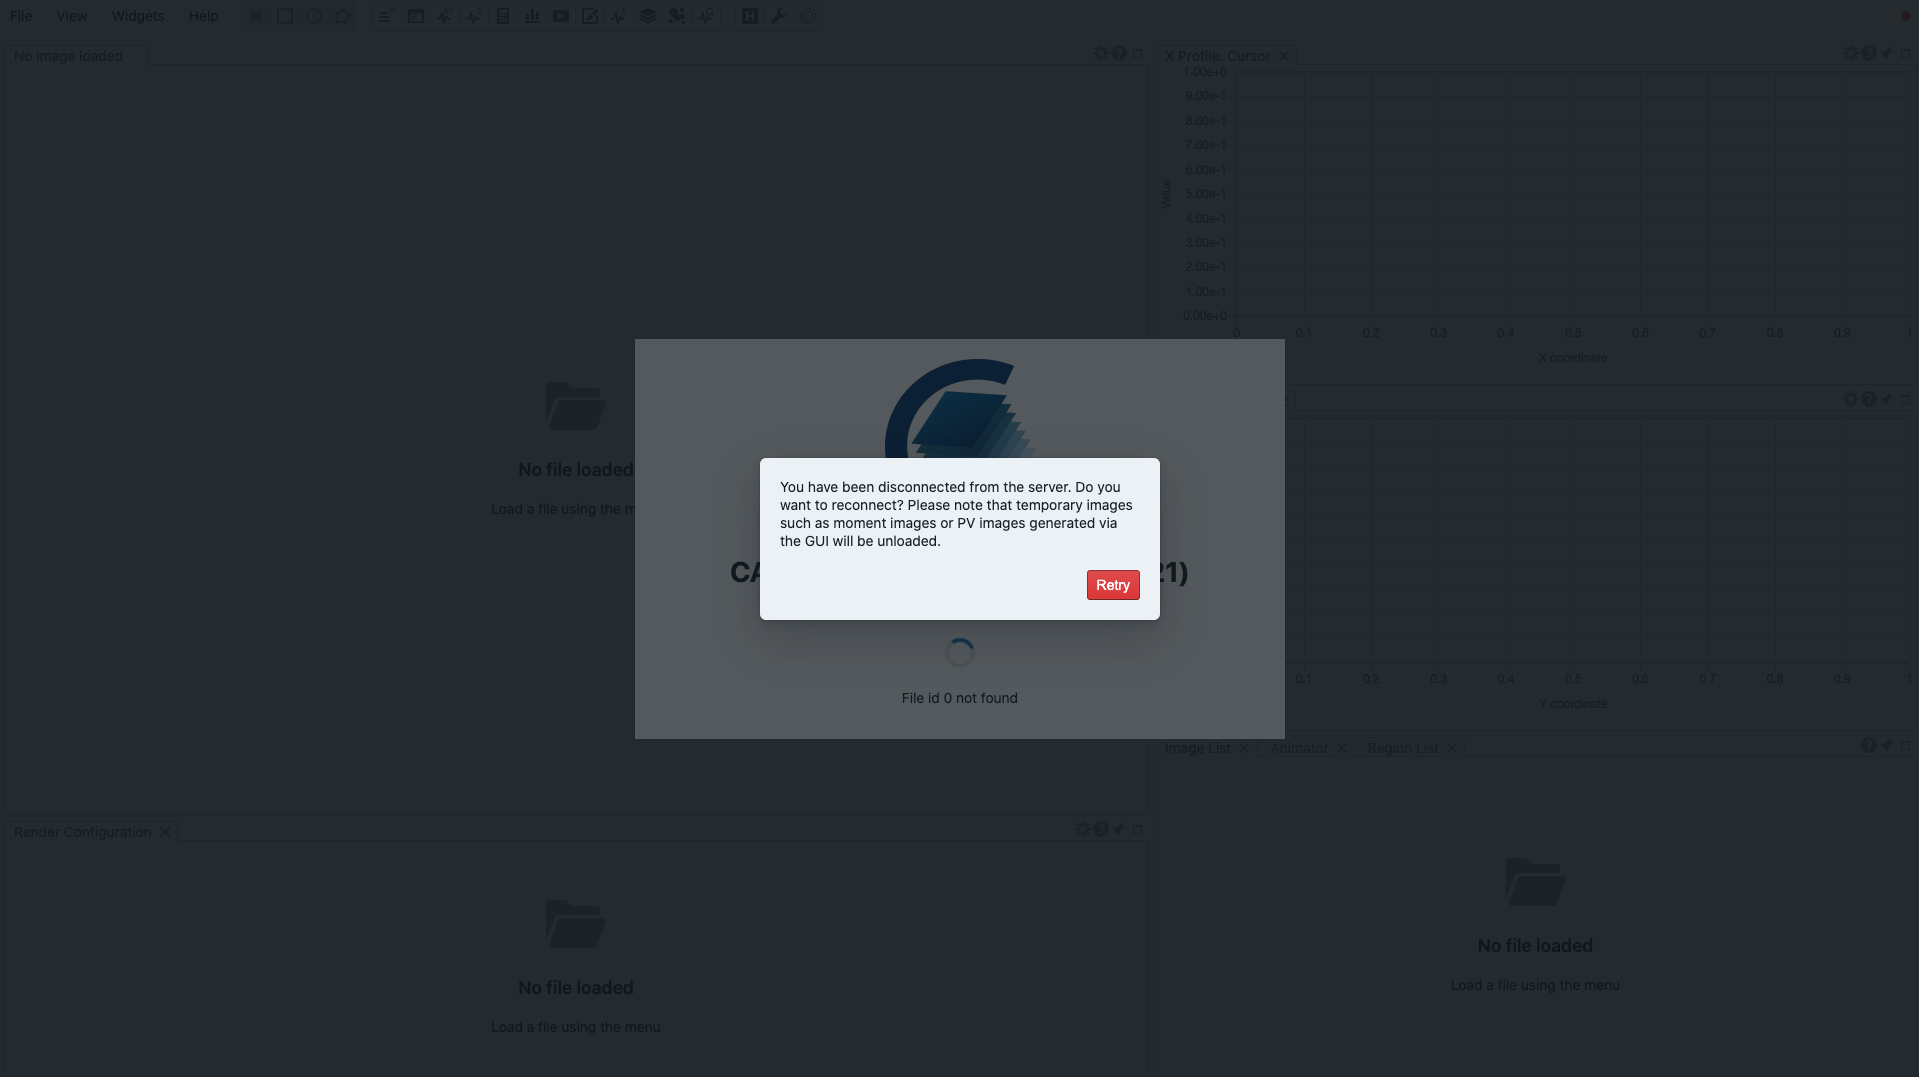 File View Widgets Help
No image loaded
X Profile: Cursor
1.00e+0
9.00e-1
8.00e-1
7.00e-1
6.00e-1
5.00e-1
4.00e-1
3.00e-1
2.00e-1
1.00e-1
0.00e+0
Value
0 0.1 0.2 0.3 0.4 0.5 0.6 0.7 0.8 0.9 1
X coordinate
No file loaded
Load a file using the
You have been disconnected from the server. Do you
want to reconnect? Please note that temporary images
such as moment images or PV images generated via
the GUI will be unloaded.
Retry
21)
File id 0 not found
0.1 0.2 0.3 0.4 0.5 0.6 0.7 0.8 0.9 1
Y coordinate
Image List Animator Region List
No file loaded
Load a file using the menu
Render Configuration
No file loaded
Load a file using the menu